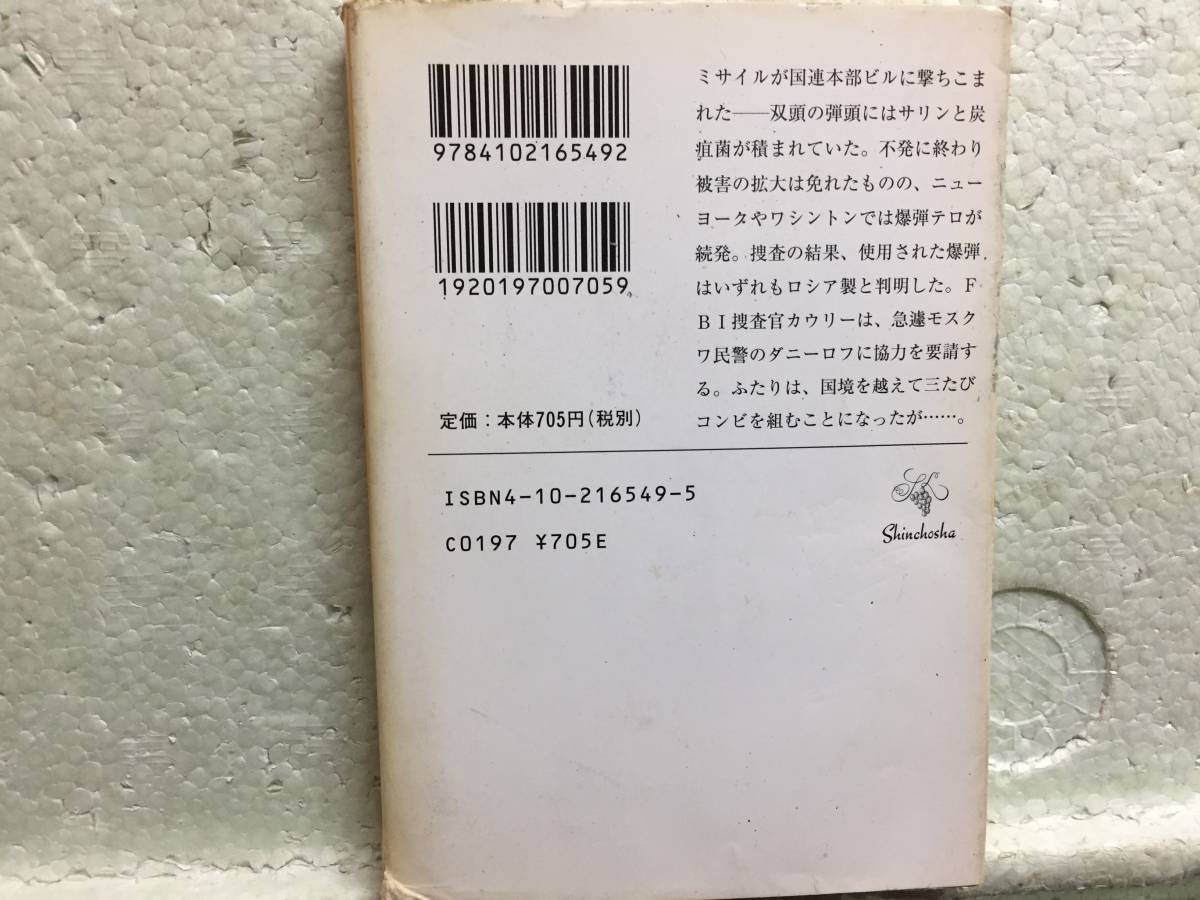 9784102165492
1920197007059
定価：本体705円（税別）
ミサイルが国連本部ビルに撃ちこま
れた――双頭の弾頭にはサリンと炭
疽菌が積まれていた。不発に終わり
被害の拡大は免れたものの、ニュー
ヨークやワシントンでは爆弾テロが
続発。捜査の結果、使用された爆弾
はいずれもロシア製と判明した。Ｆ
ＢＩ捜査官カウリーは、急遽モスク
ワ民警のダニーロフに協力を要請す
る。ふたりは、国境を越えて三たび
コンビを組むことになったが……。
ISBN4-10-216549-5
C0197 ¥705E
Shinchosha